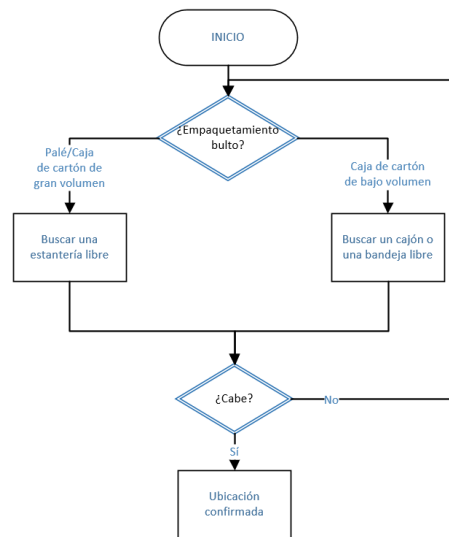 INICIO
¿Empaquetamiento
bulto?
Palé/Caja
de cartón de
gran volumen
Caja de cartón
de bajo volumen
Buscar una
estantería libre
Buscar un cajón o
una bandeja libre
¿Cabe?
No
Sí
Ubicación
confirmada